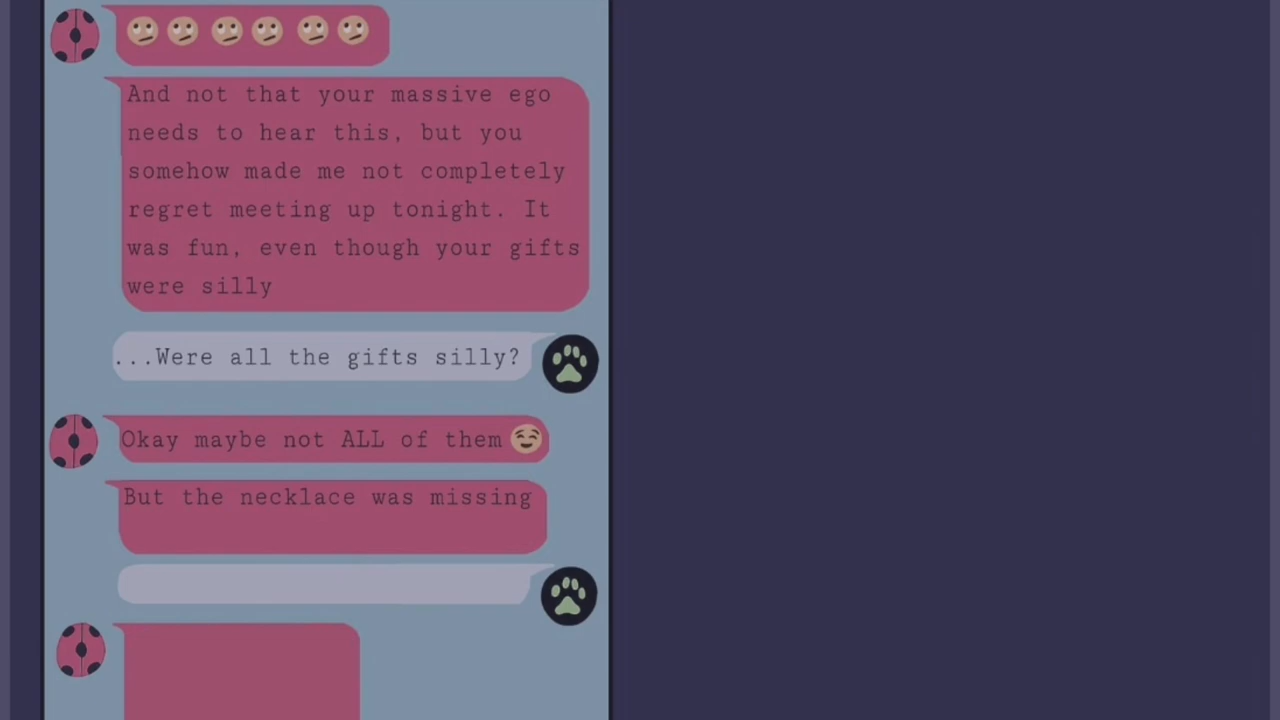 And not that your massive ego
needs to hear this, but you
somehow made me not completely
regret meeting up tonight. It
was fun, even though your gifts
were silly
...Were all the gifts silly?
Okay maybe not ALL of them
But the necklace was missing